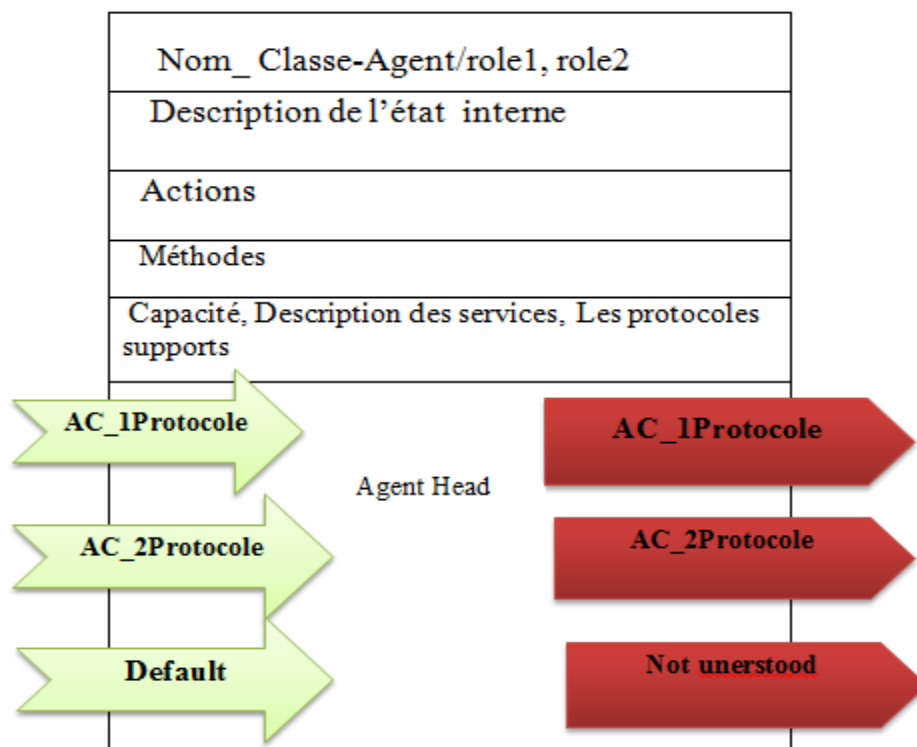 Nom_ Classe-Agent/role1, role2
Description de l’état interne
Actions
Méthodes
Capacité, Description des services, Les protocoles
supports
AC_1Protocole
AC_1Protocole
Agent Head
AC_2Protocole
AC_2Protocole
Default
Not unerstood